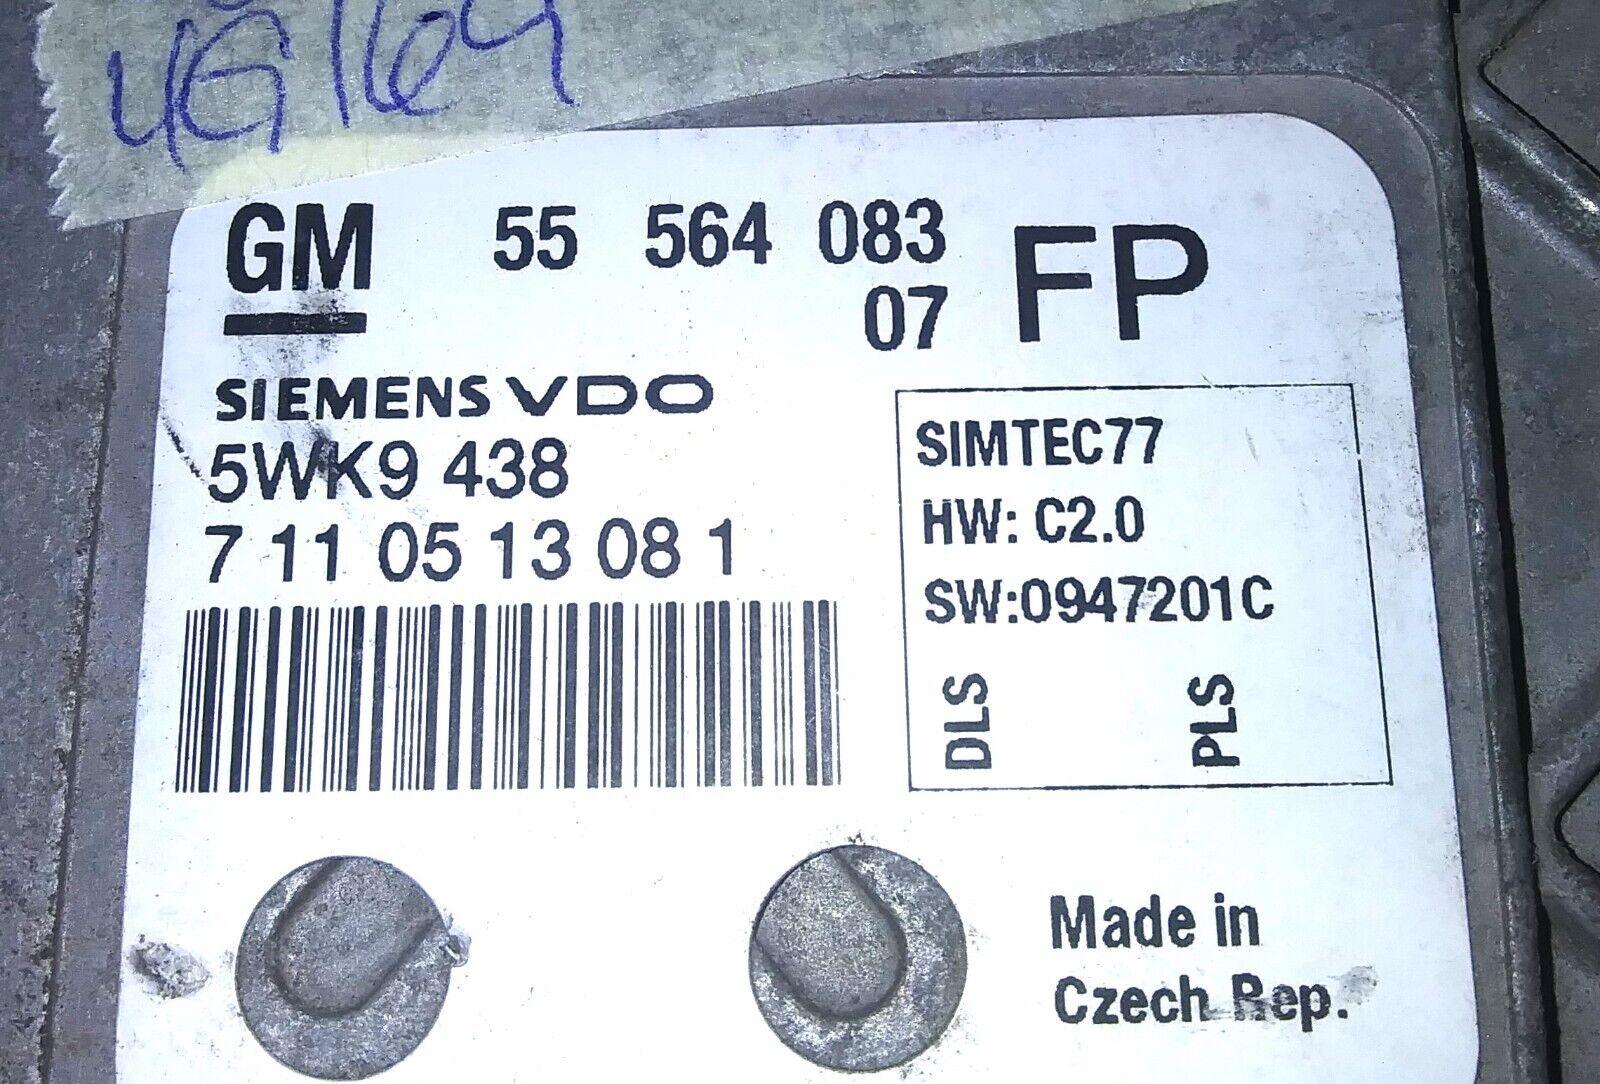 4G1641
GM 55 564 083 FP
07
SIEMENS VDO
5WK9 438
7 11 05 13 08 1
SIMTEC77
HW: C2.0
SW:0947201C
DLS
PLS
Made in
Czech Rep.